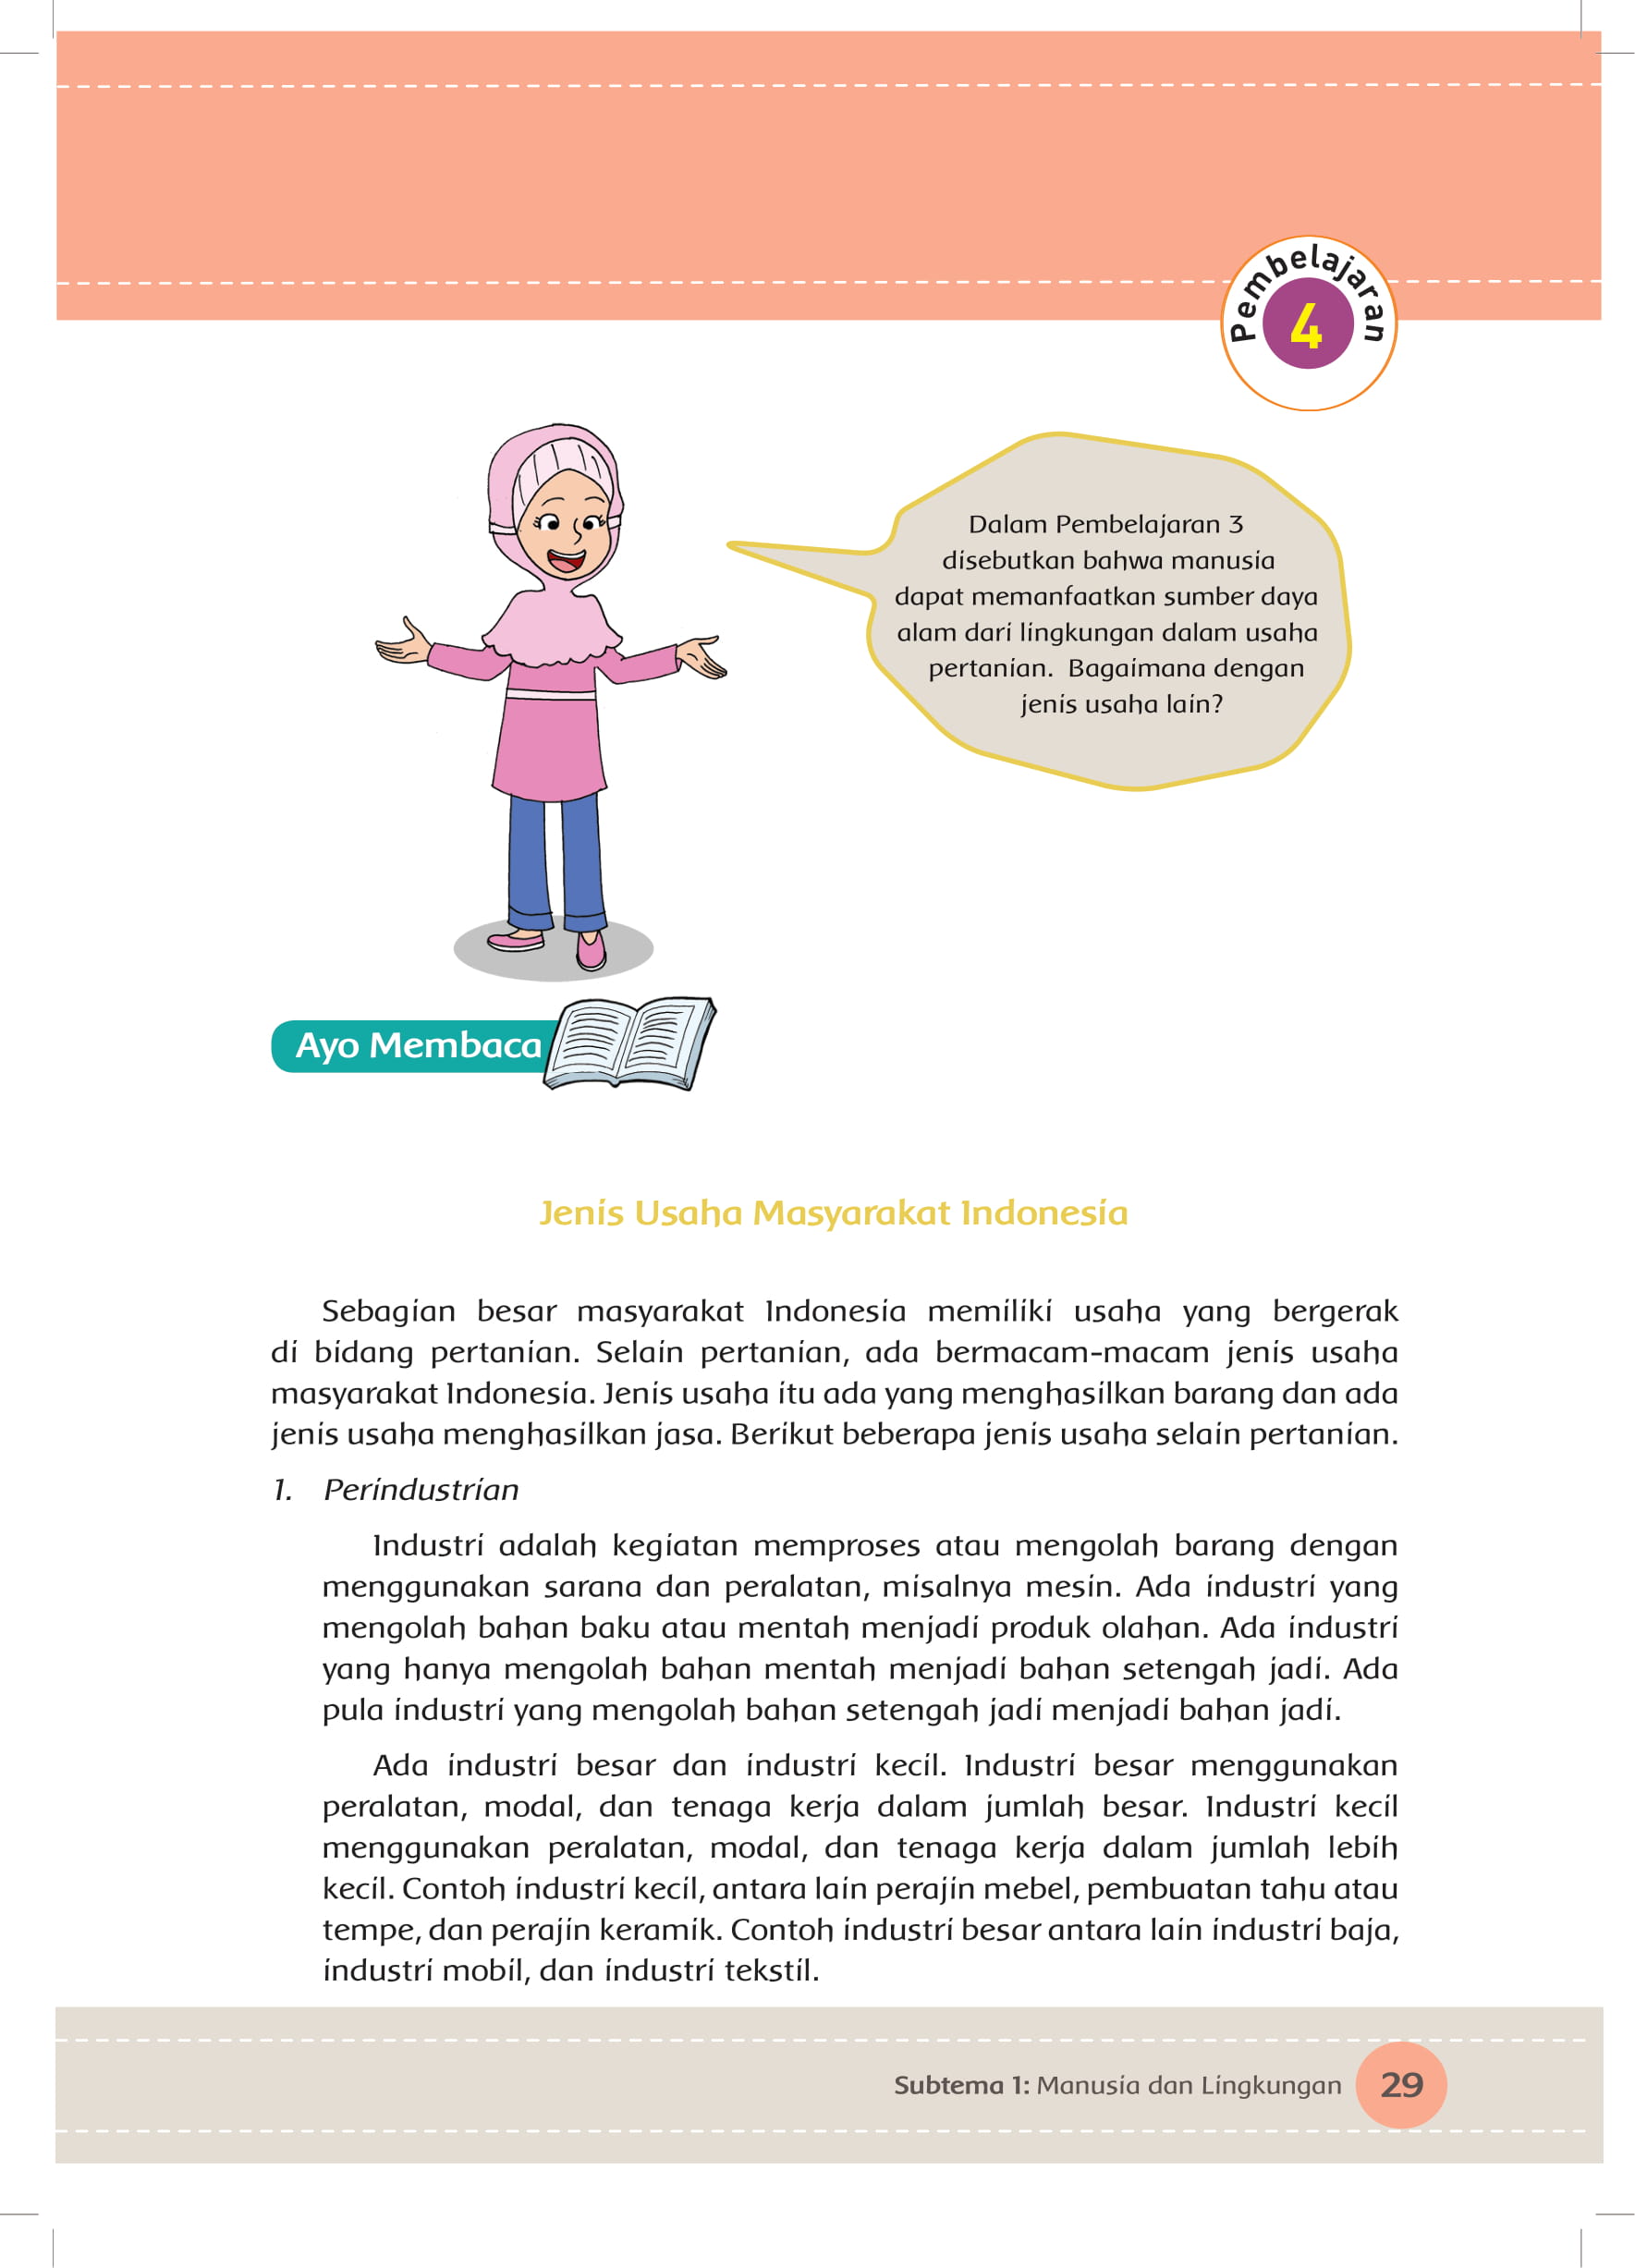 Pembelajaran
4
Dalam Pembelajaran 3
disebutkan bahwa manusia
dapat memanfaatkan sumber daya
alam dari lingkungan dalam usaha
pertanian. Bagaimana dengan
jenis usaha lain?
Ayo Membaca
Jenis Usaha Masyarakat Indonesia
Sebagian besar masyarakat Indonesia memiliki usaha yang bergerak
di bidang pertanian. Selain pertanian, ada bermacam-macam jenis usaha
masyarakat Indonesia. Jenis usaha itu ada yang menghasilkan barang dan ada
jenis usaha menghasilkan jasa. Berikut beberapa jenis usaha selain pertanian.
1. Perindustrian
Industri adalah kegiatan memproses atau mengolah barang dengan
menggunakan sarana dan peralatan, misalnya mesin. Ada industri yang
mengolah bahan baku atau mentah menjadi produk olahan. Ada industri
yang hanya mengolah bahan mentah menjadi bahan setengah jadi. Ada
pula industri yang mengolah bahan setengah jadi menjadi bahan jadi.
Ada industri besar dan industri kecil. Industri besar menggunakan
peralatan, modal, dan tenaga kerja dalam jumlah besar. Industri kecil
menggunakan peralatan, modal, dan tenaga kerja dalam jumlah lebih
kecil. Contoh industri kecil, antara lain perajin mebel, pembuatan tahu atau
tempe, dan perajin keramik. Contoh industri besar antara lain industri baja,
industri mobil, dan industri tekstil.
Subtema 1: Manusia dan Lingkungan
29